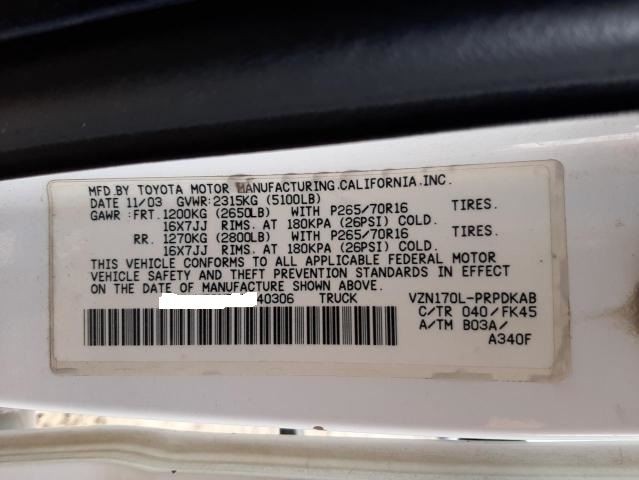 MFD.BY TOYOTA MOTOR MANUFACTURING.CALIFORNIA.INC.
DATE 11/03 GVWR:2315KG (5100LB)
GAWR :FRT.1200KG (2650LB) WITH P265/70R16 TIRES.
16X7JJ RIMS. AT 180KPA (26PSI) COLD.
RR. 1270KG (2800LB) WITH P265/70R16 TIRES.
16X7JJ RIMS. AT 180KPA (26PSI) COLD.
THIS VEHICLE CONFORMS TO ALL APPLICABLE FEDERAL MOTOR
VEHICLE SAFETY AND THEFT PREVENTION STANDARDS IN EFFECT
ON THE DATE OF MANUFACTURE SHOWN ABOVE.
40306 TRUCK VZN170L-PRPDKAB
C/TR 040/FK45
A/TM B03A/
A340F